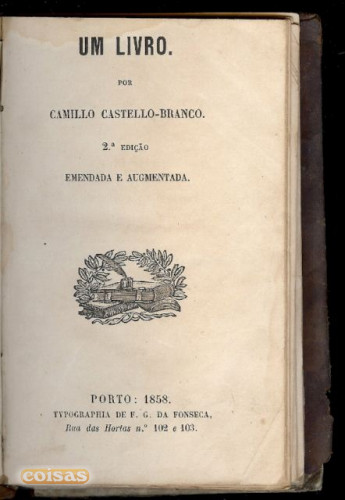 UM LIVRO.
POR
CAMILLO CASTELLO-BRANCO.
2.ª EDIÇÃO
EMENDADA E AUGMENTADA.
PORTO: 1858.
TYPOGRAPHIA DE F. G. DA FONSECA,
Rua das Hortas n.º 102 e 103.
coisas